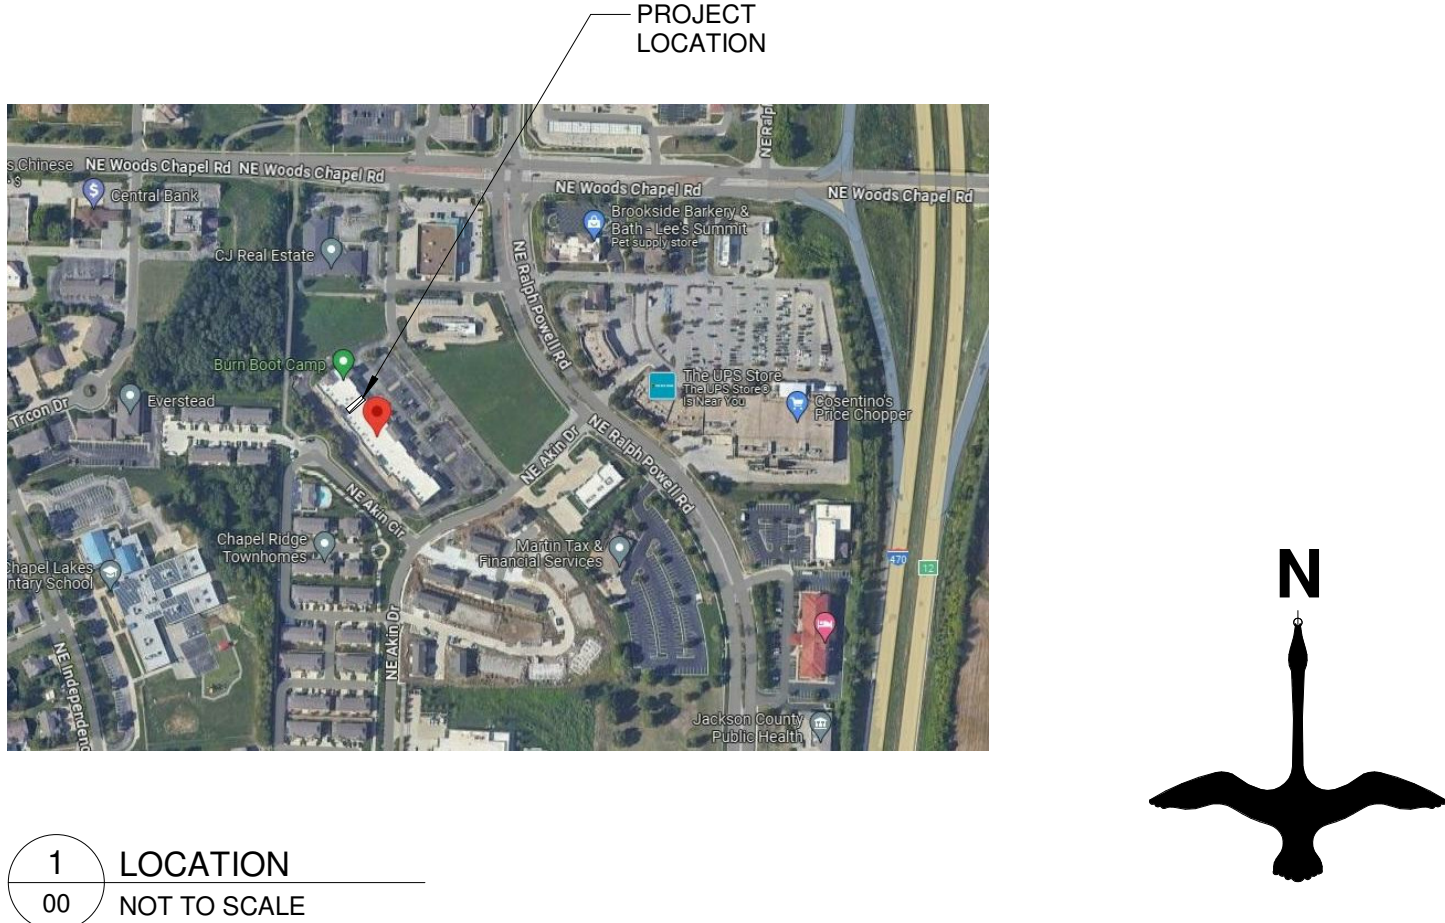 PROJECT
LOCATION
NE Ralph
s Chinese
NE Woods Chapel Rd
NE Woods Chapel Rd
NE Woods Chapel Rd
NE Woods Chapel Rd
$
Central Bank
Brookside Barkery &
Bath - Lee's Summit
Pet supply store
CJ Real Estate
NE Ralph Powell Rd
Burn Boot Camp
The UPS Store
The UPS Store®
Is Near You
Cosentino's
Price Chopper
Everstead
Trcon Dr
NE Akin Dr
NE Ralph Powell Rd
NE Akin Cir
Chapel Ridge
Townhomes
Martin Tax &
Financial Services
Chapel Lakes
ntary School
470
12
NE Akin Dr
NE Independenc
Jackson County
Public Health
N
1
LOCATION
00
NOT TO SCALE